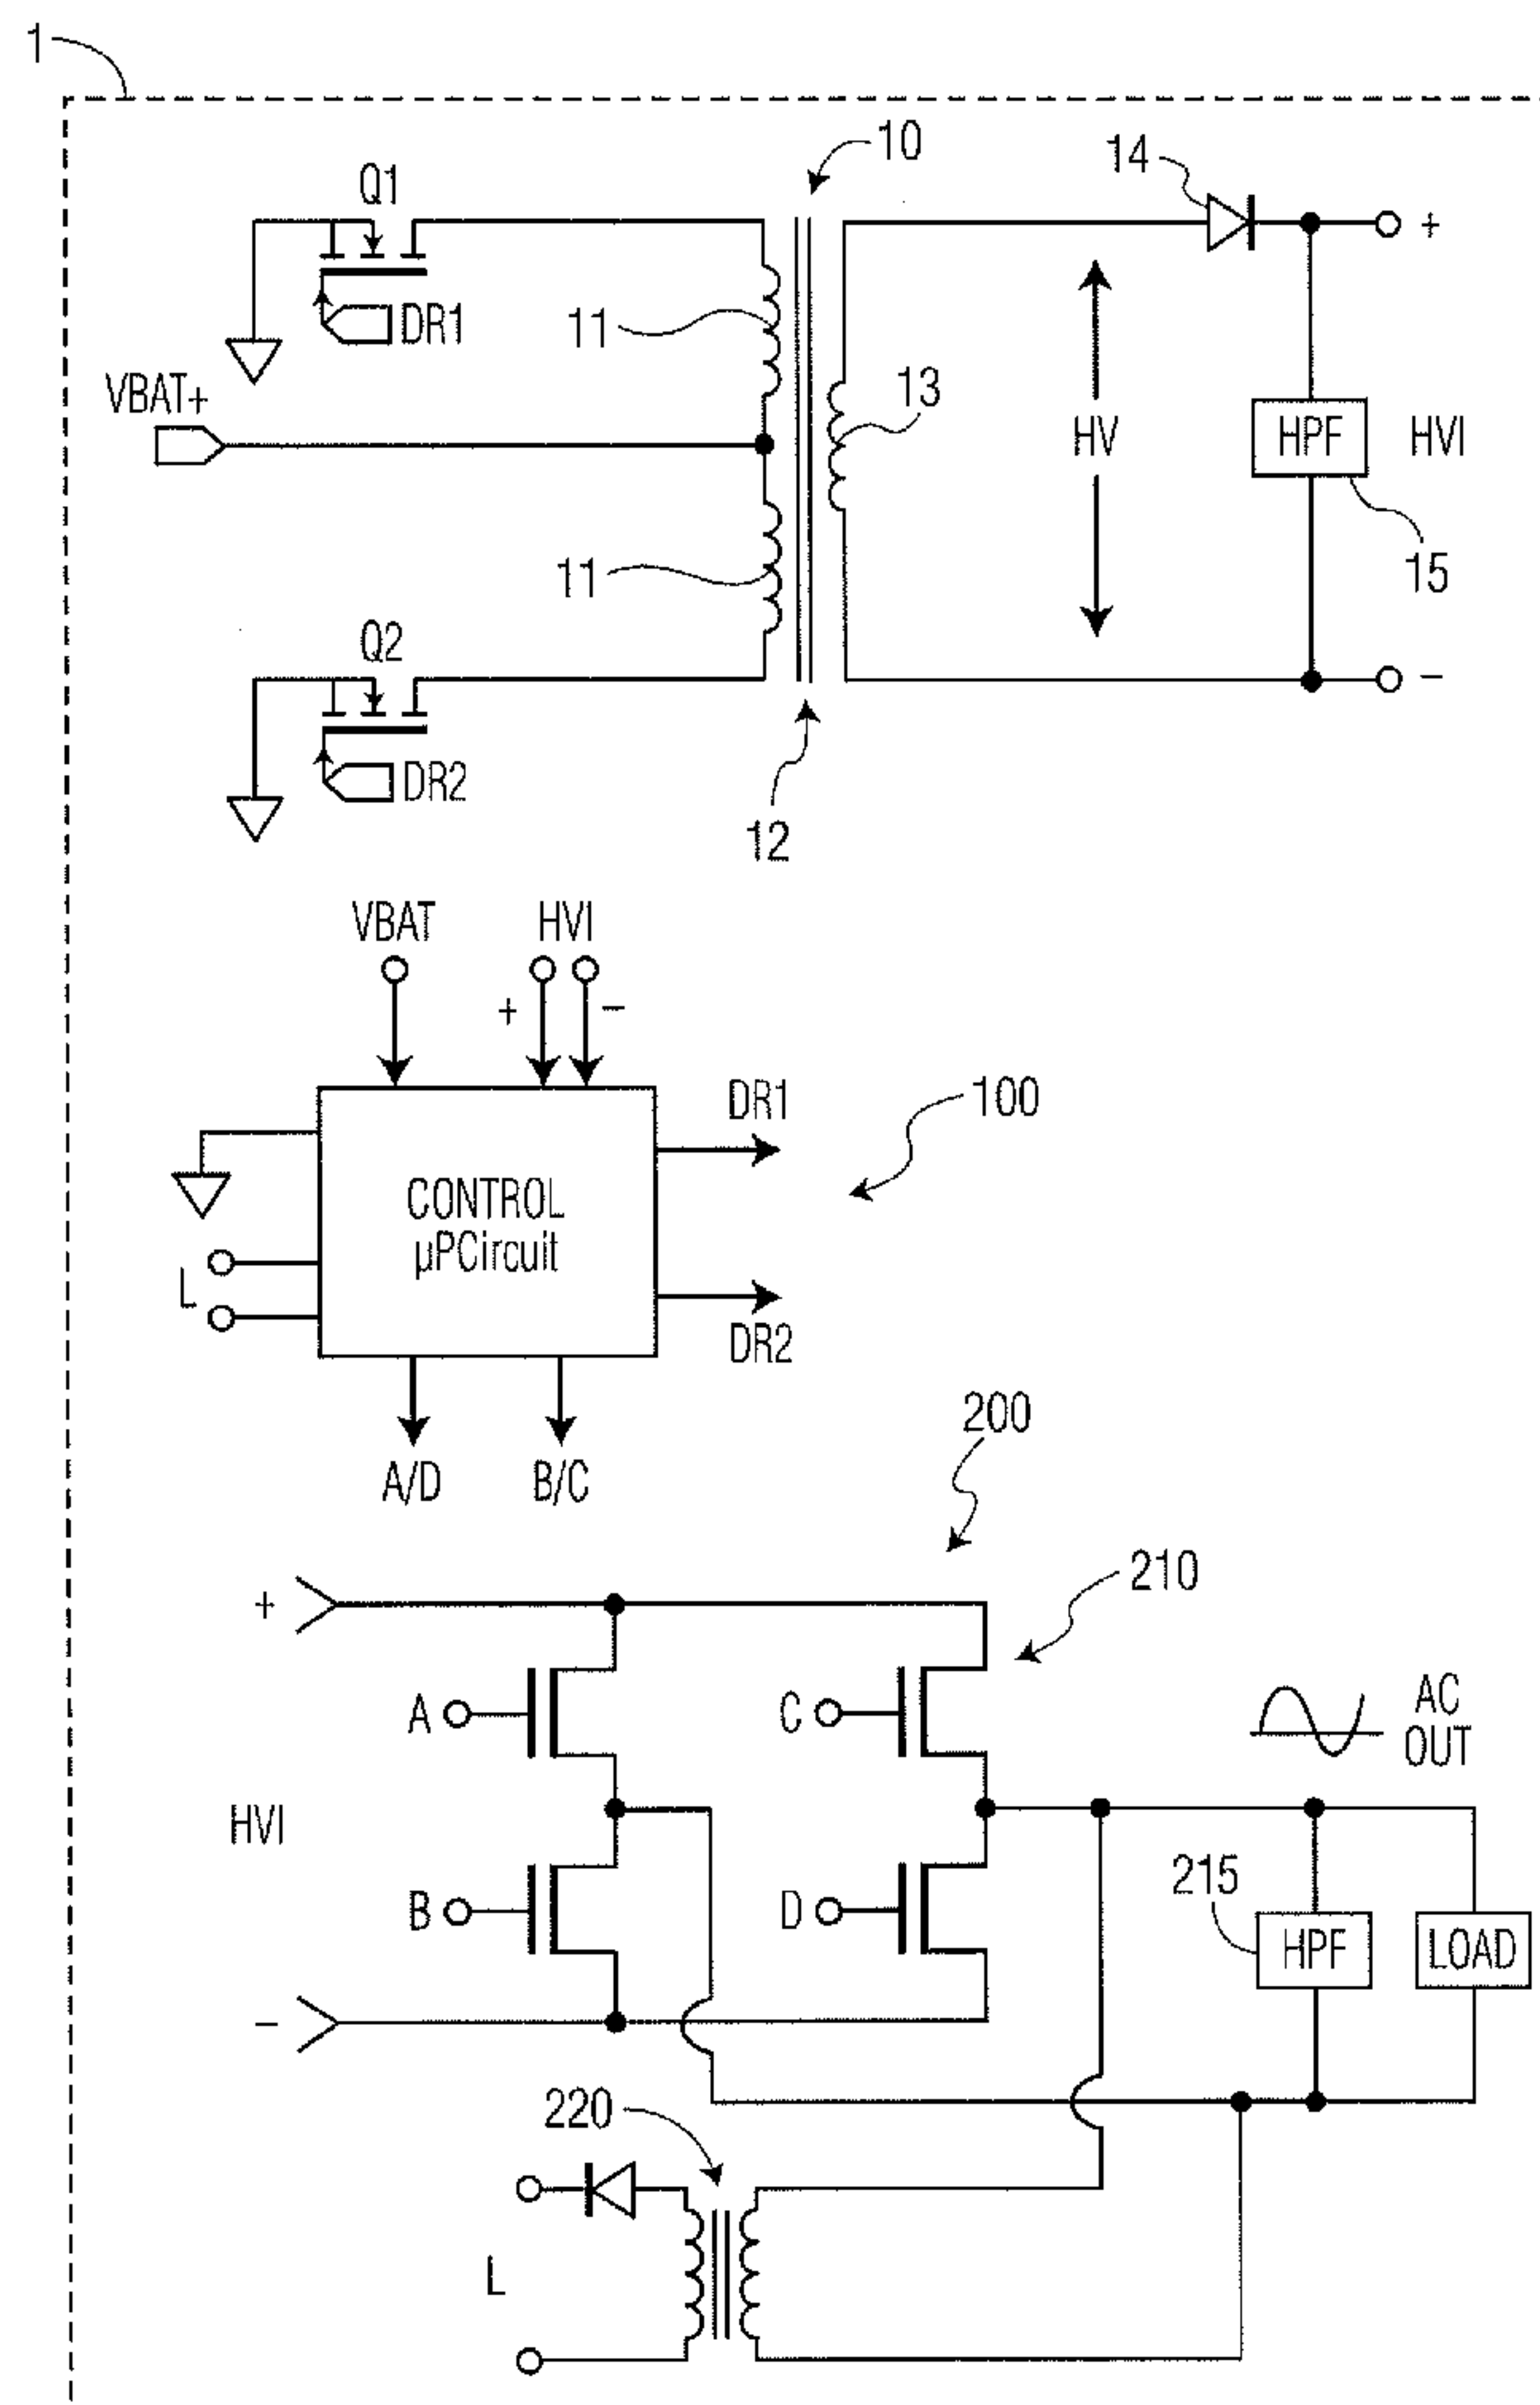 1
10
14
Q1
+
DR1
11
VBAT+
13
HV
HPF
HVI
15
11
Q2
−
DR2
12
VBAT
HVI
+
−
DR1
100
CONTROL
µPCircuit
L
DR2
A/D
B/C
200
210
+
A
C
AC
OUT
HVI
215
B
D
HPF
LOAD
−
220
L